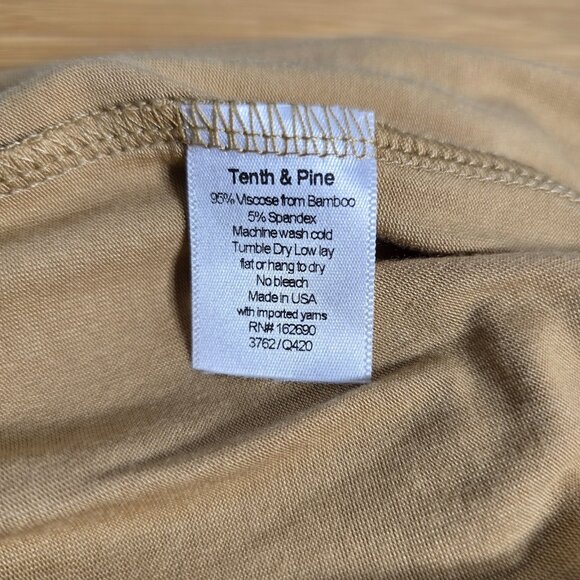 Tenth & Pine
95% Viscose from Bamboo
5% Spandex
Machine wash cold
Tumble Dry Low lay
flat or hang to dry
No bleach
Made in USA
with imported yarns
RN# 162690
3762/Q420